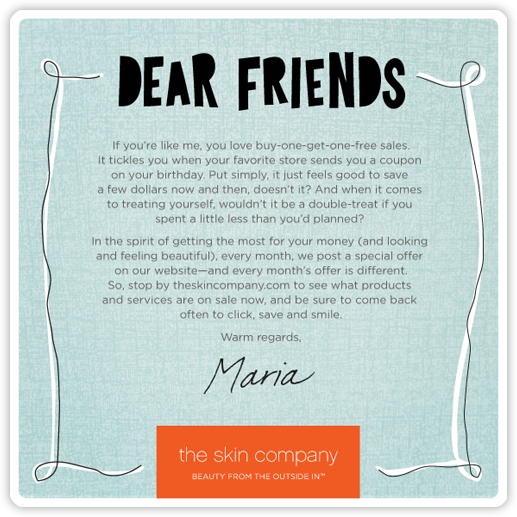 DEAR FRIENDS
If you're like me, you love buy-one-get-one-free sales.
It tickles you when your favorite store sends you a coupon
on your birthday. Put simply, it just feels good to save
a few dollars now and then, doesn't it? And when it comes
to treating yourself, wouldn't it be a double-treat if you
spent a little less than you'd planned?
In the spirit of getting the most for your money (and looking
and feeling beautiful), every month, we post a special offer
on our website—and every month's offer is different.
So, stop by theskincompany.com to see what products
and services are on sale now, and be sure to come back
often to click, save and smile.
Warm regards,
Maria
the skin company
BEAUTY FROM THE OUTSIDE IN™